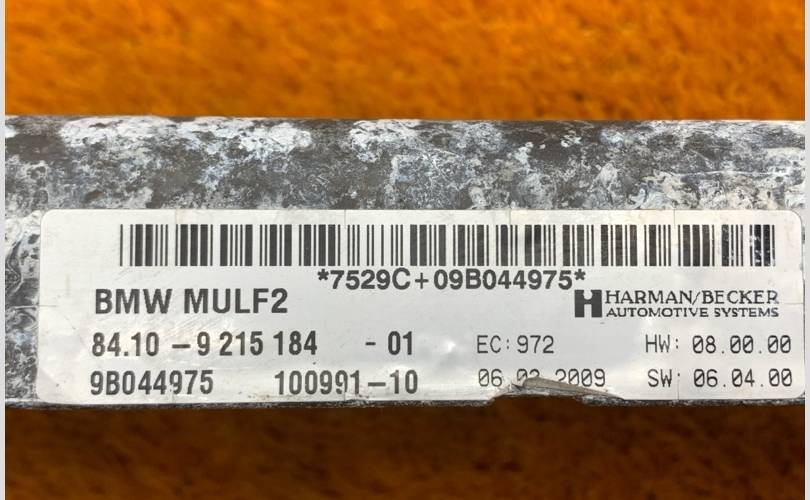 *7529C+09B044975*
BMW MULF2
HARMAN/BECKER
AUTOMOTIVE SYSTEMS
84.10 - 9 215 184 - 01 EC: 972 HW: 08.00.00
9B044975 100991-10 06.03.2009 SW: 06.04.00